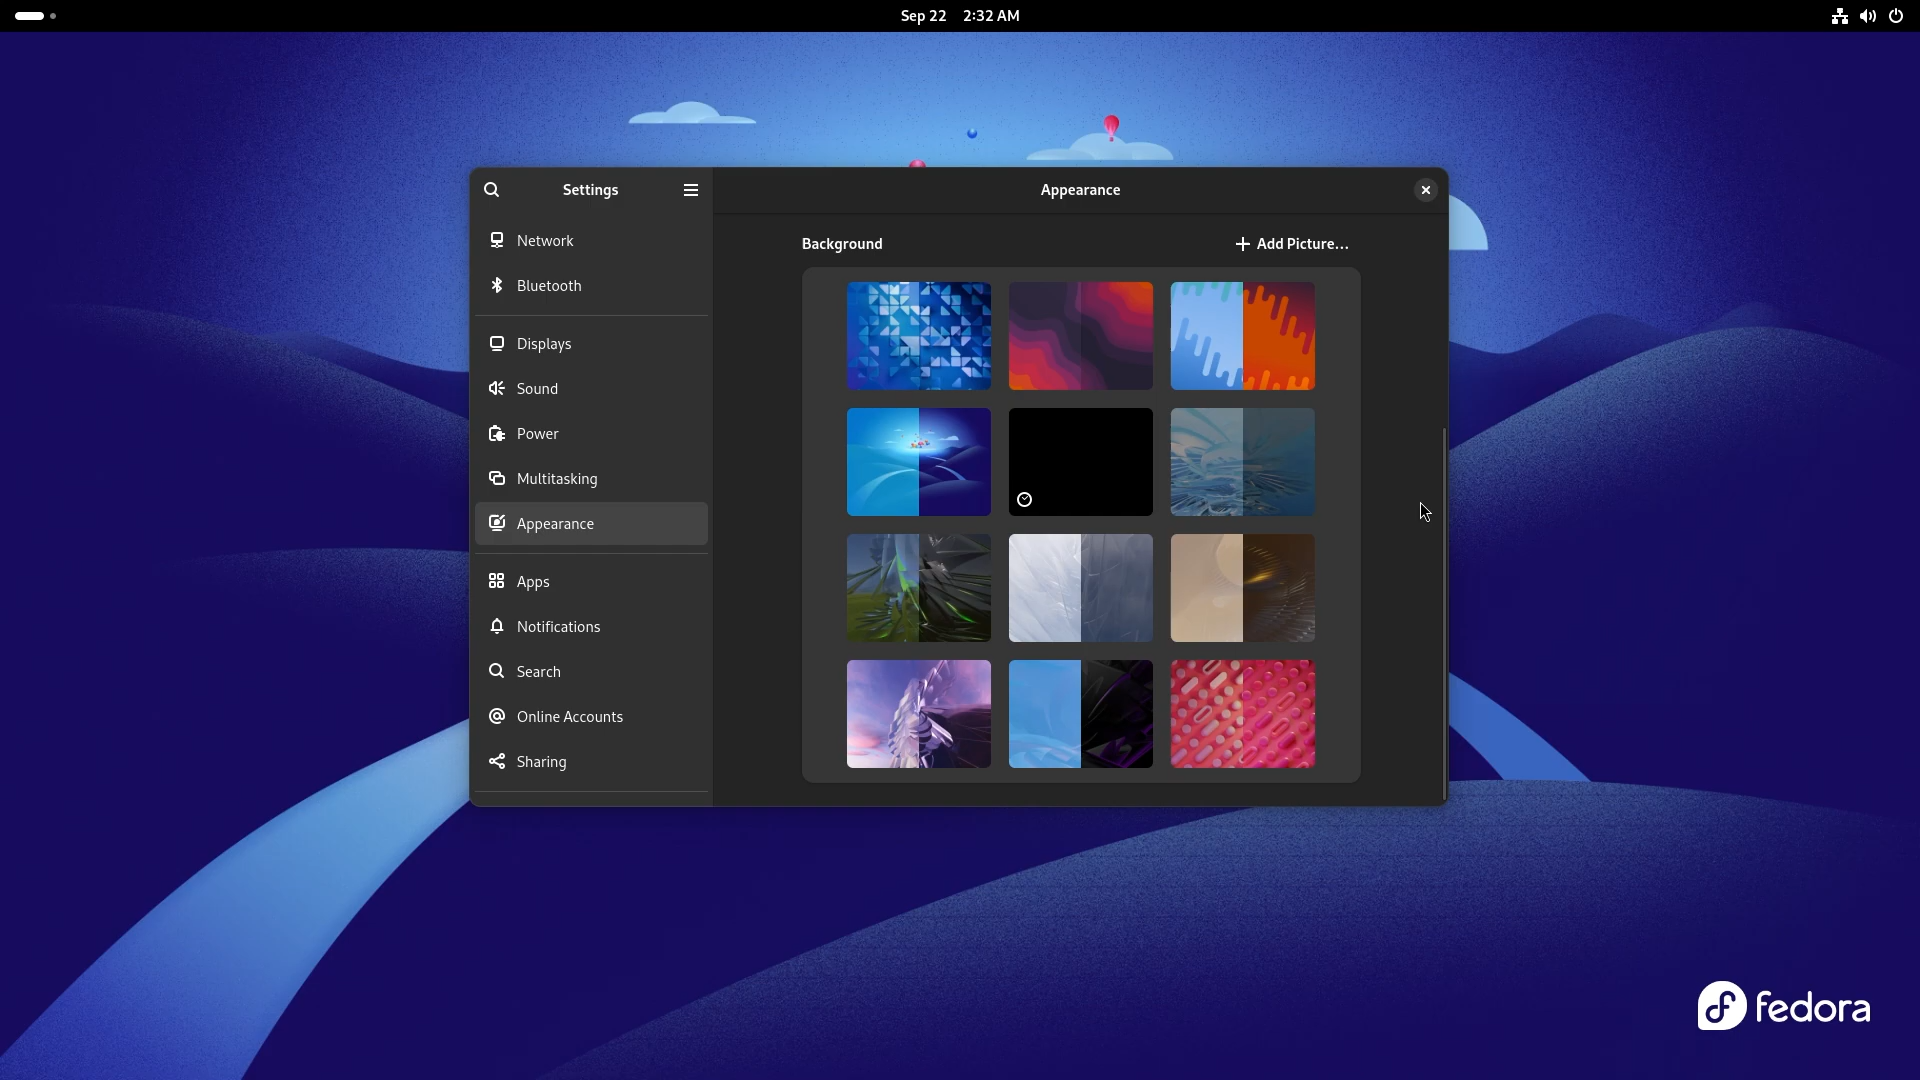 Sep 22 2:32 AM
Settings
Appearance
Network
Bluetooth
Displays
Sound
Power
Multitasking
Appearance
Apps
Notifications
Search
Online Accounts
Sharing
Background
Add Picture…
fedora